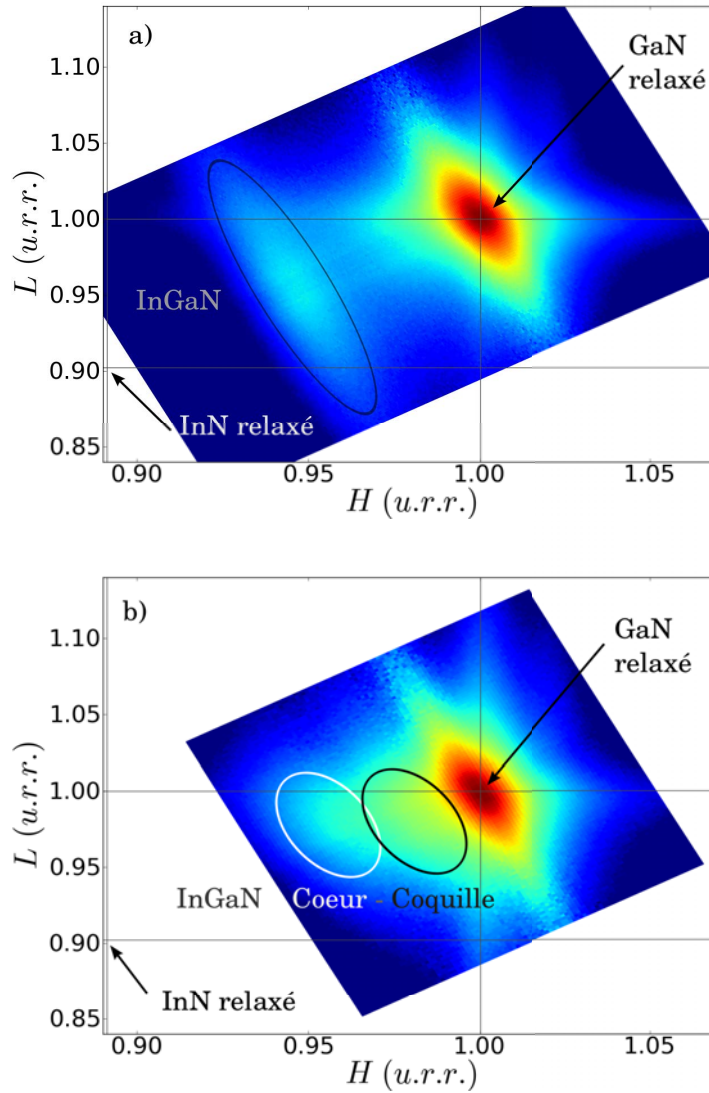 a)
GaN
relaxé
1.10
1.05
1.00
0.95
0.90
0.85
L (u.r.r.)
InGaN
InN relaxé
0.90
0.95
1.00
1.05
H (u.r.r.)
b)
GaN
relaxé
1.10
1.05
1.00
0.95
0.90
0.85
L (u.r.r.)
InGaN Coeur - Coquille
InN relaxé
0.90
0.95
1.00
1.05
H (u.r.r.)